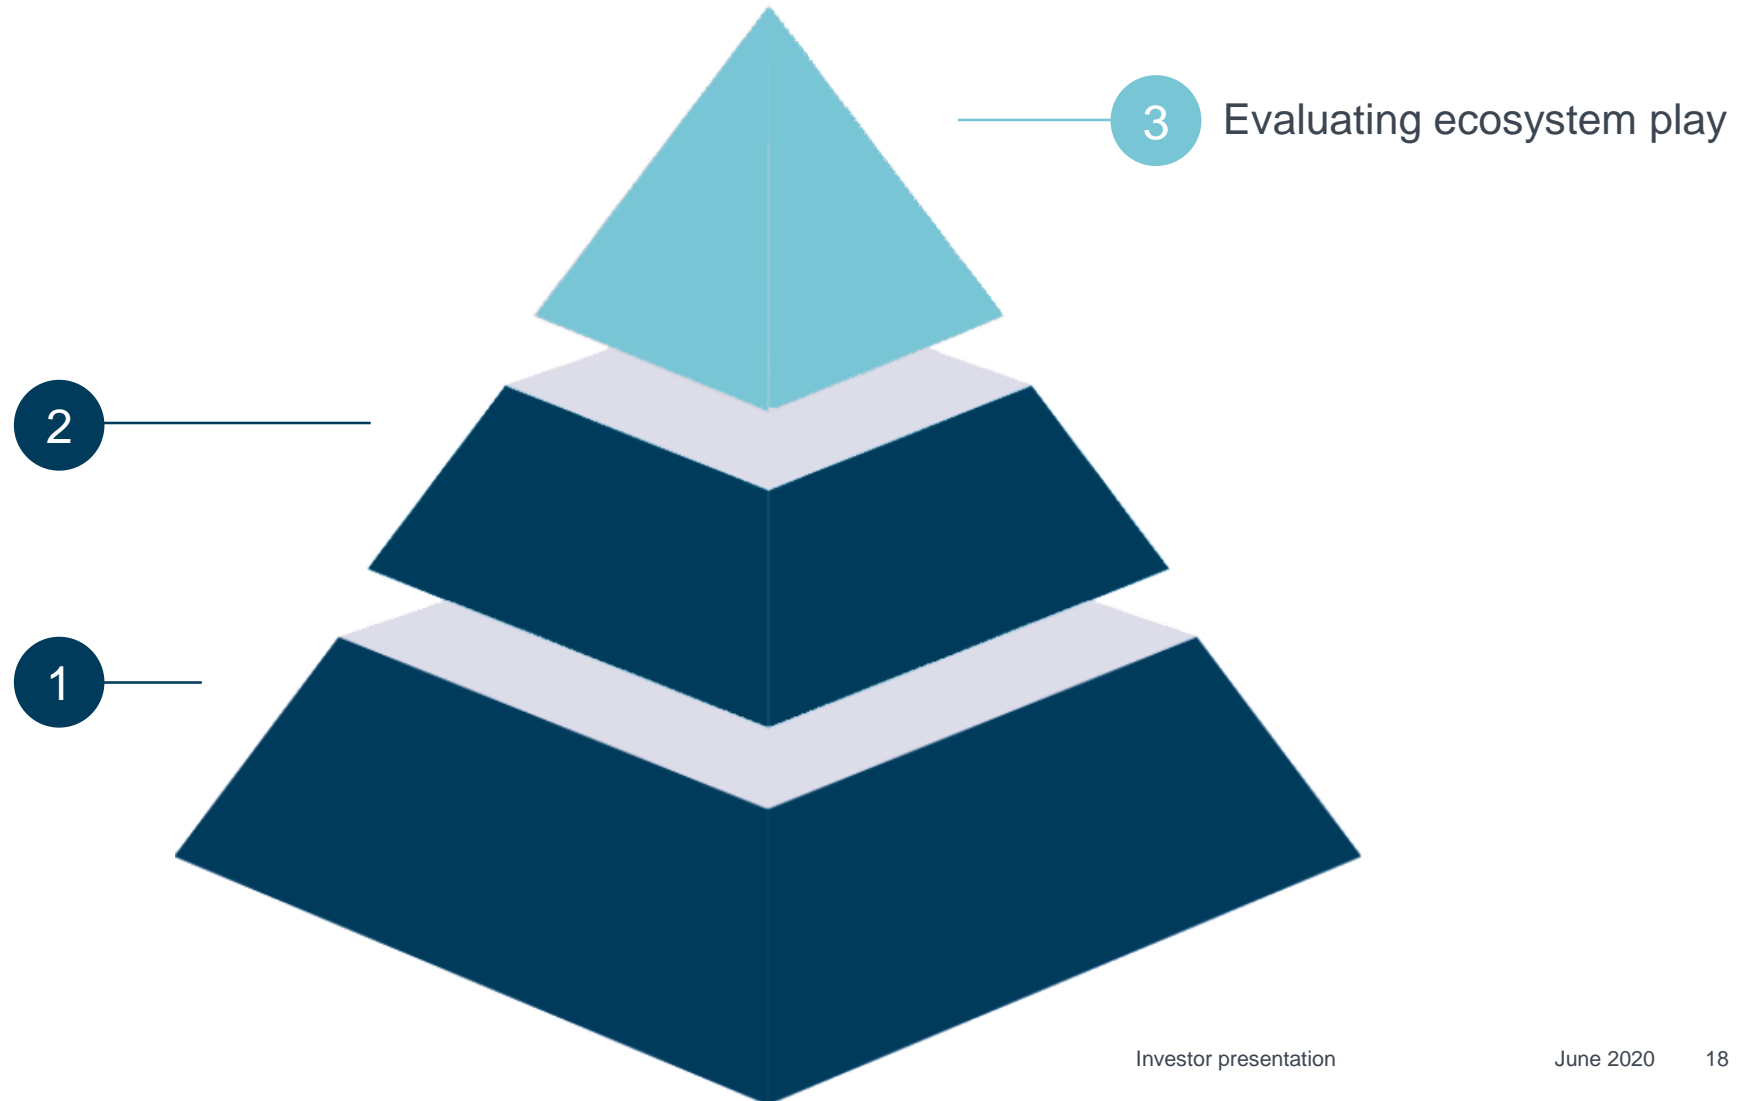 3 Evaluating ecosystem play
2
1
Investor presentation June 2020 18